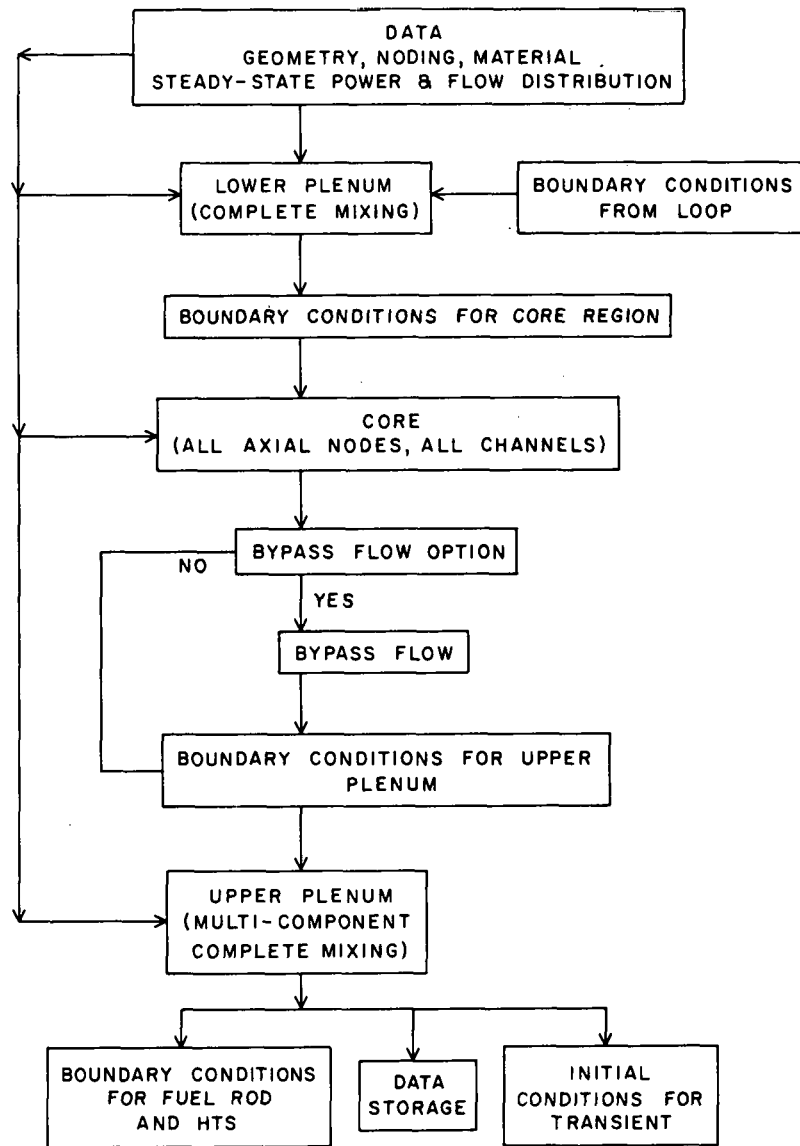 DATA
GEOMETRY, NODING, MATERIAL
STEADY-STATE POWER & FLOW DISTRIBUTION
LOWER PLENUM
(COMPLETE MIXING)
BOUNDARY CONDITIONS
FROM LOOP
BOUNDARY CONDITIONS FOR CORE REGION
CORE
(ALL AXIAL NODES, ALL CHANNELS)
BYPASS FLOW OPTION
NO
YES
BYPASS FLOW
BOUNDARY CONDITIONS FOR UPPER
PLENUM
UPPER PLENUM
(MULTI-COMPONENT
COMPLETE MIXING)
BOUNDARY CONDITIONS
FOR FUEL ROD
AND HTS
DATA
STORAGE
INITIAL
CONDITIONS FOR
TRANSIENT